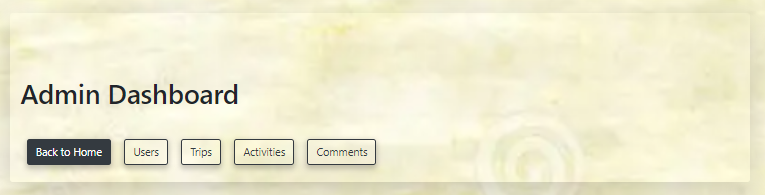 Admin Dashboard
Back to Home Users Trips Activities Comments